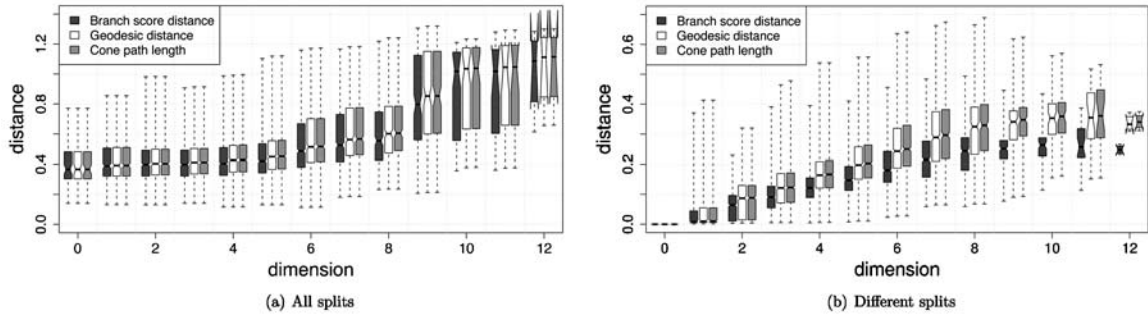 Branch score distance
Geodesic distance
Cone path length
distance
0.0 0.4 0.8 1.2
0 2 4 6 8 10 12
dimension
(a) All splits
Branch score distance
Geodesic distance
Cone path length
distance
0.0 0.2 0.4 0.6
0 2 4 6 8 10 12
dimension
(b) Different splits